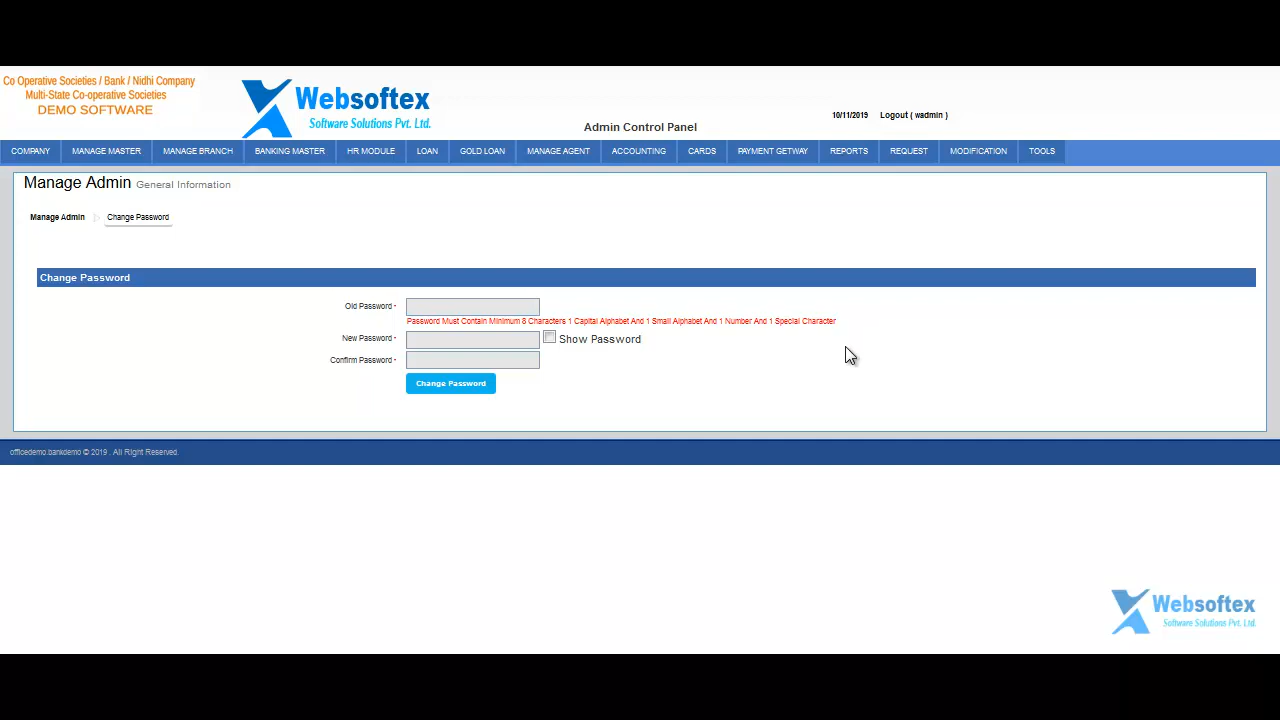 Co Operative Societies / Bank / Nidhi Company
Multi-State Co-operative Societies
DEMO SOFTWARE
Websoftex
Software Solutions Pvt. Ltd.
Admin Control Panel
10/11/2019 Logout ( wadmin )
COMPANY MANAGE MASTER MANAGE BRANCH BANKING MASTER HR MODULE LOAN GOLD LOAN MANAGE AGENT ACCOUNTING CARDS PAYMENT GETWAY REPORTS REQUEST MODIFICATION TOOLS
Manage Admin General Information
Manage Admin Change Password
Change Password
Old Password *
Password Must Contain Minimum 8 Characters 1 Capital Alphabet And 1 Small Alphabet And 1 Number And 1 Special Character
New Password * Show Password
Confirm Password *
Change Password
officedemo.bankdemo © 2019 . All Right Reserved.
Websoftex
Software Solutions Pvt. Ltd.